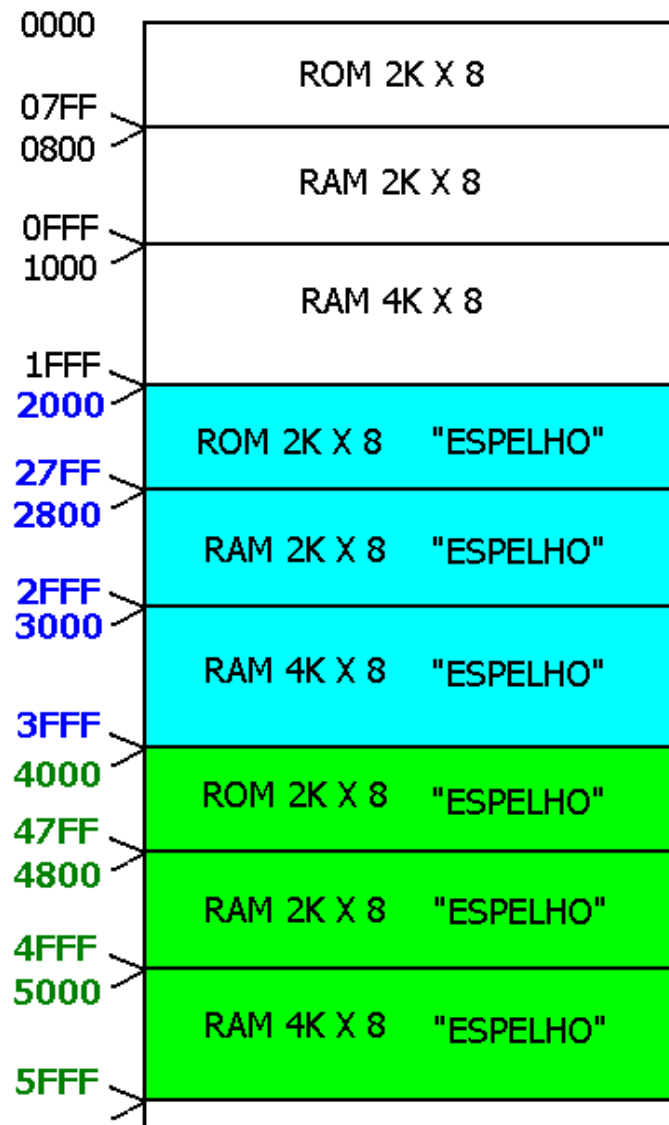 0000
ROM 2K X 8
07FF
0800
RAM 2K X 8
0FFF
1000
RAM 4K X 8
1FFF
2000
ROM 2K X 8 "ESPELHO"
27FF
2800
RAM 2K X 8 "ESPELHO"
2FFF
3000
RAM 4K X 8 "ESPELHO"
3FFF
4000
ROM 2K X 8 "ESPELHO"
47FF
4800
RAM 2K X 8 "ESPELHO"
4FFF
5000
RAM 4K X 8 "ESPELHO"
5FFF